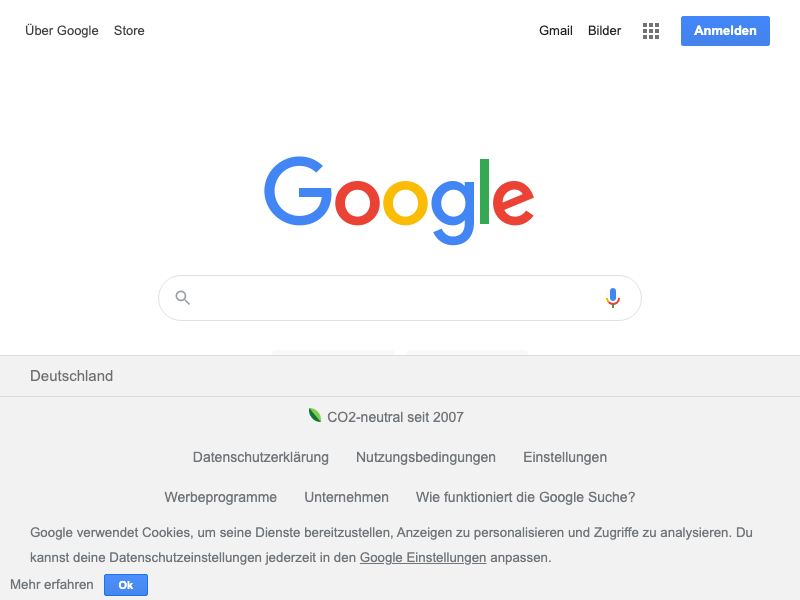 Über Google Store Gmail Bilder Anmelden
Google
Deutschland
CO2-neutral seit 2007
Datenschutzerklärung Nutzungsbedingungen Einstellungen
Werbeprogramme Unternehmen Wie funktioniert die Google Suche?
Google verwendet Cookies, um seine Dienste bereitzustellen, Anzeigen zu personalisieren und Zugriffe zu analysieren. Du
kannst deine Datenschutzeinstellungen jederzeit in den Google Einstellungen anpassen.
Mehr erfahren Ok